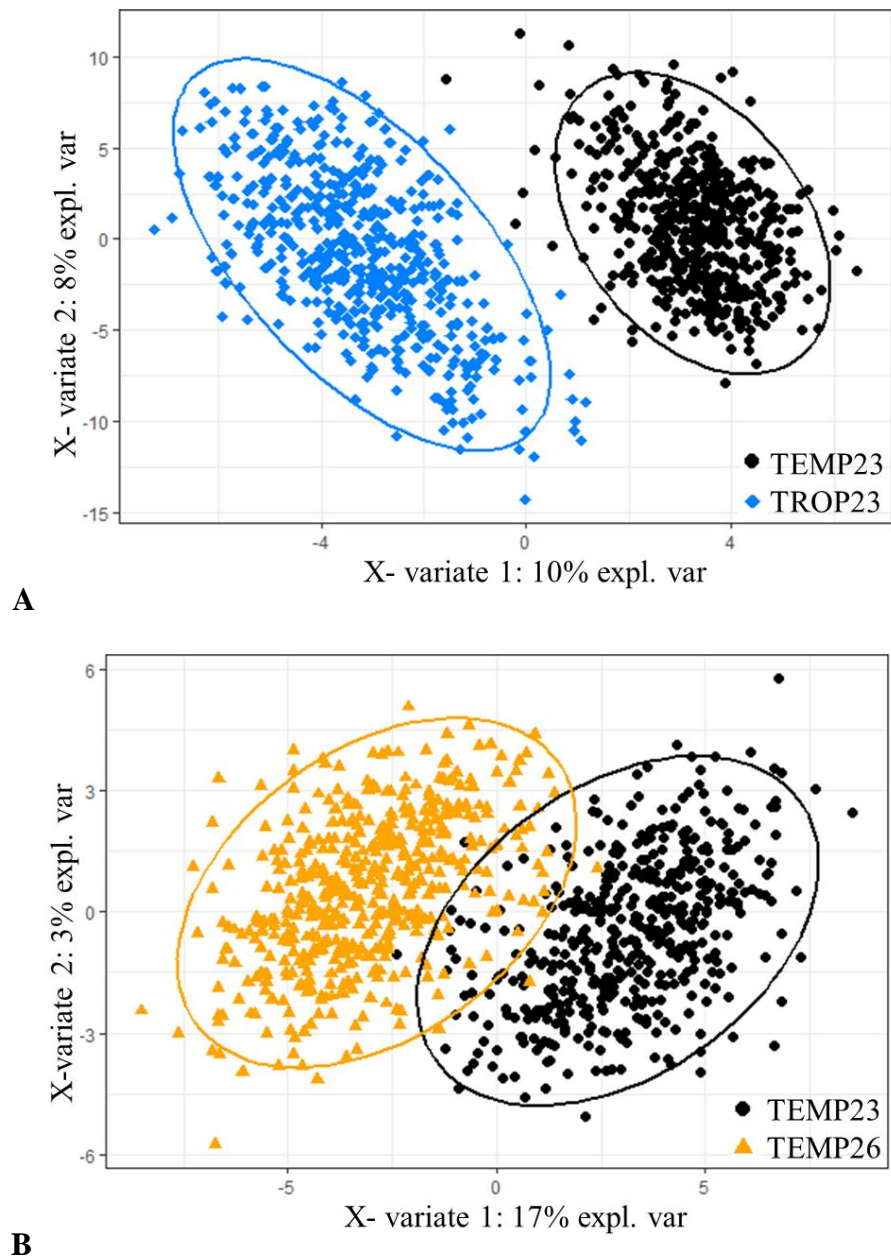 10
5
0
-5
-10
-15
X- variate 2: 8% expl. var
TEMP23
TROP23
-4
0
4
X- variate 1: 10% expl. var
A
6
3
0
-3
-6
X-variate 2: 3% expl. var
TEMP23
TEMP26
-5
0
5
X- variate 1: 17% expl. var
B